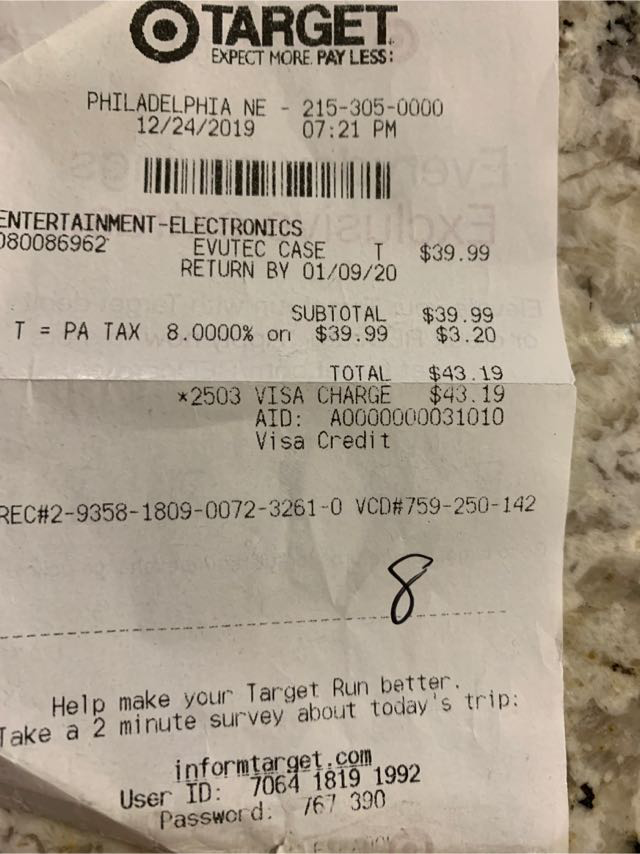 TARGET
EXPECT MORE. PAY LESS:
PHILADELPHIA NE - 215-305-0000
12/24/2019 07:21 PM
ENTERTAINMENT-ELECTRONICS
080086962 EVUTEC CASE T $39.99
RETURN BY 01/09/20
SUBTOTAL $39.99
T = PA TAX 8.0000% on $39.99 $3.20
TOTAL $43.19
*2503 VISA CHARGE $43.19
AID: A0000000031010
Visa Credit
REC#2-9358-1809-0072-3261-0 VCD#759-250-142
8
Help make your Target Run better.
Take a 2 minute survey about today's trip:
informtarget.com
User ID: 7064 1819 1992
Password: 767 390